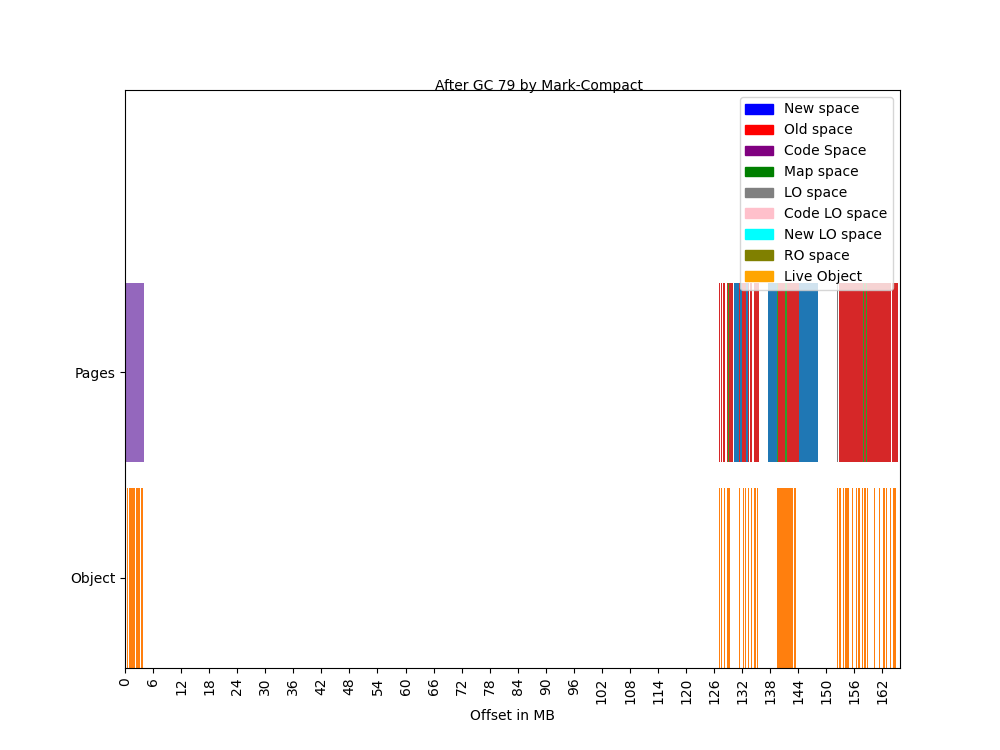 After GC 79 by Mark-Compact
New space
Old space
Code Space
Map space
LO space
Code LO space
New LO space
RO space
Live Object
Pages
Object
0 6 12 18 24 30 36 42 48 54 60 66 72 78 84 90 96 102 108 114 120 126 132 138 144 150 156 162
Offset in MB